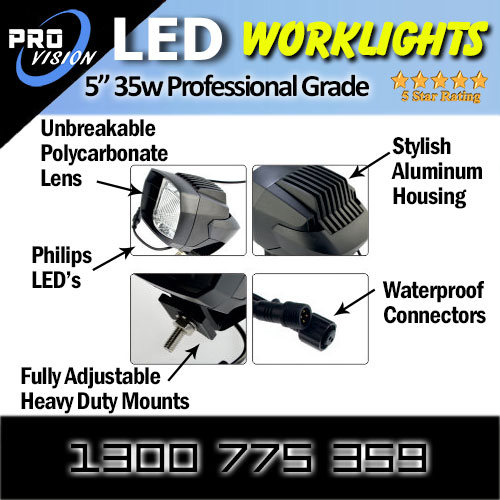 PRO
VISION
LED WORKLIGHTS
5” 35w Professional Grade
5 Star Rating
Unbreakable
Polycarbonate
Lens
Stylish
Aluminum
Housing
Philips
LED's
Waterproof
Connectors
Fully Adjustable
Heavy Duty Mounts
1300 775 359